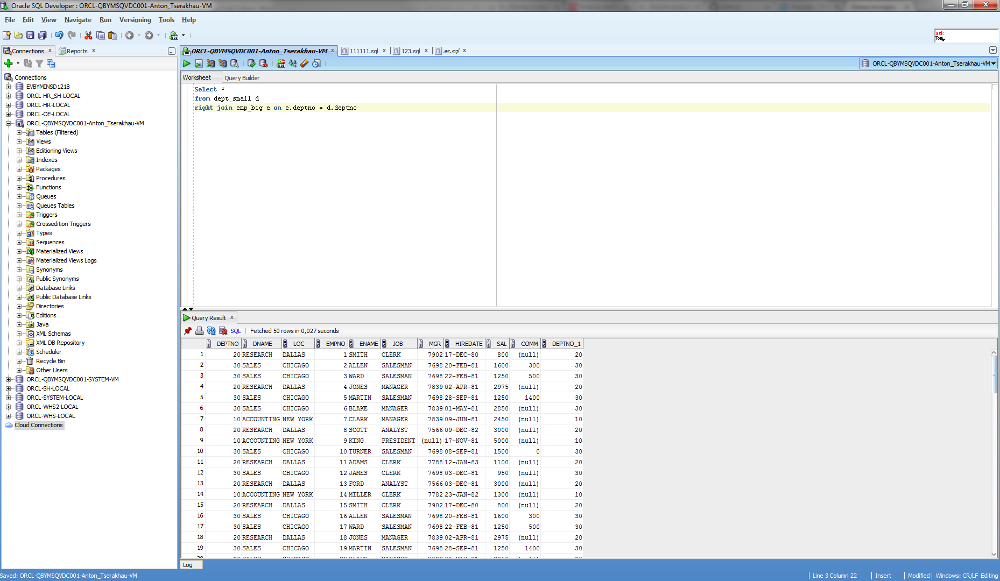 Oracle SQL Developer : ORCL-QBYMSQVDC001-Anton_Tserakhau-VM
File Edit View Navigate Run Versioning Tools Help
ask
Tom
Connections Reports
ORCL-QBYMSQVDC001-Anton_Tserakhau-VM 111111.sql 123.sql as.sql
ORCL-QBYMSQVDC001-Anton_Tserakhau-VM
Worksheet Query Builder
Connections
EVBYMINSD1218
ORCL-HR_SH-LOCAL
ORCL-HR-LOCAL
ORCL-OE-LOCAL
ORCL-QBYMSQVDC001-Anton_Tserakhau-VM
Tables (Filtered)
Views
Editioning Views
Indexes
Packages
Procedures
Functions
Queues
Queues Tables
Triggers
Crossedition Triggers
Types
Sequences
Materialized Views
Materialized Views Logs
Synonyms
Public Synonyms
Database Links
Public Database Links
Directories
Editions
Java
XML Schemas
XML DB Repository
Scheduler
Recycle Bin
Other Users
ORCL-QBYMSQVDC001-SYSTEM-VM
ORCL-SH-LOCAL
ORCL-SYSTEM-LOCAL
ORCL-WHS2-LOCAL
ORCL-WHS-LOCAL
Cloud Connections
Select *
from dept_small d
right join emp_big e on e.deptno = d.deptno
Query Result
SQL Fetched 50 rows in 0,027 seconds
DEPTNO DNAME LOC EMPNO ENAME JOB MGR HIREDATE SAL COMM DEPTNO_1
1 20 RESEARCH DALLAS 1 SMITH CLERK 7902 17-DEC-80 800 (null) 20
2 30 SALES CHICAGO 2 ALLEN SALESMAN 7698 20-FEB-81 1600 300 30
3 30 SALES CHICAGO 3 WARD SALESMAN 7698 22-FEB-81 1250 500 30
4 20 RESEARCH DALLAS 4 JONES MANAGER 7839 02-APR-81 2975 (null) 20
5 30 SALES CHICAGO 5 MARTIN SALESMAN 7698 28-SEP-81 1250 1400 30
6 30 SALES CHICAGO 6 BLAKE MANAGER 7839 01-MAY-81 2850 (null) 30
7 10 ACCOUNTING NEW YORK 7 CLARK MANAGER 7839 09-JUN-81 2450 (null) 10
8 20 RESEARCH DALLAS 8 SCOTT ANALYST 7566 09-DEC-82 3000 (null) 20
9 10 ACCOUNTING NEW YORK 9 KING PRESIDENT (null) 17-NOV-81 5000 (null) 10
10 30 SALES CHICAGO 10 TURNER SALESMAN 7698 08-SEP-81 1500 0 30
11 20 RESEARCH DALLAS 11 ADAMS CLERK 7788 12-JAN-83 1100 (null) 20
12 30 SALES CHICAGO 12 JAMES CLERK 7698 03-DEC-81 950 (null) 30
13 20 RESEARCH DALLAS 13 FORD ANALYST 7566 03-DEC-81 3000 (null) 20
14 10 ACCOUNTING NEW YORK 14 MILLER CLERK 7782 23-JAN-82 1300 (null) 10
15 20 RESEARCH DALLAS 15 SMITH CLERK 7902 17-DEC-80 800 (null) 20
16 30 SALES CHICAGO 16 ALLEN SALESMAN 7698 20-FEB-81 1600 300 30
17 30 SALES CHICAGO 17 WARD SALESMAN 7698 22-FEB-81 1250 500 30
18 20 RESEARCH DALLAS 18 JONES MANAGER 7839 02-APR-81 2975 (null) 20
19 30 SALES CHICAGO 19 MARTIN SALESMAN 7698 28-SEP-81 1250 1400 30
Log
Saved: ORCL-QBYMSQVDC001-Anton_Tserakhau-VM
Line 3 Column 22 Insert Modified Windows: CR/LF Editing